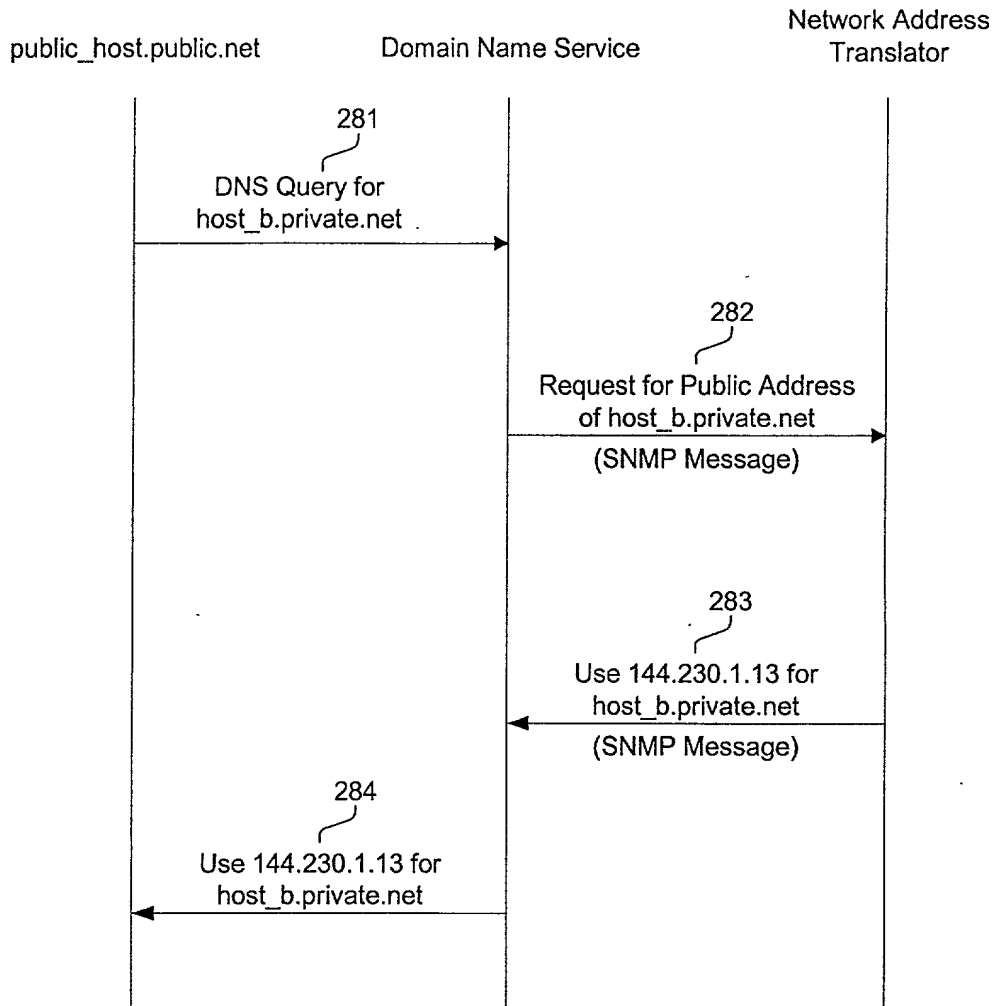 public_host.public.net
Domain Name Service
Network Address
Translator
281
DNS Query for
host_b.private.net
282
Request for Public Address
of host_b.private.net
(SNMP Message)
283
Use 144.230.1.13 for
host_b.private.net
(SNMP Message)
284
Use 144.230.1.13 for
host_b.private.net